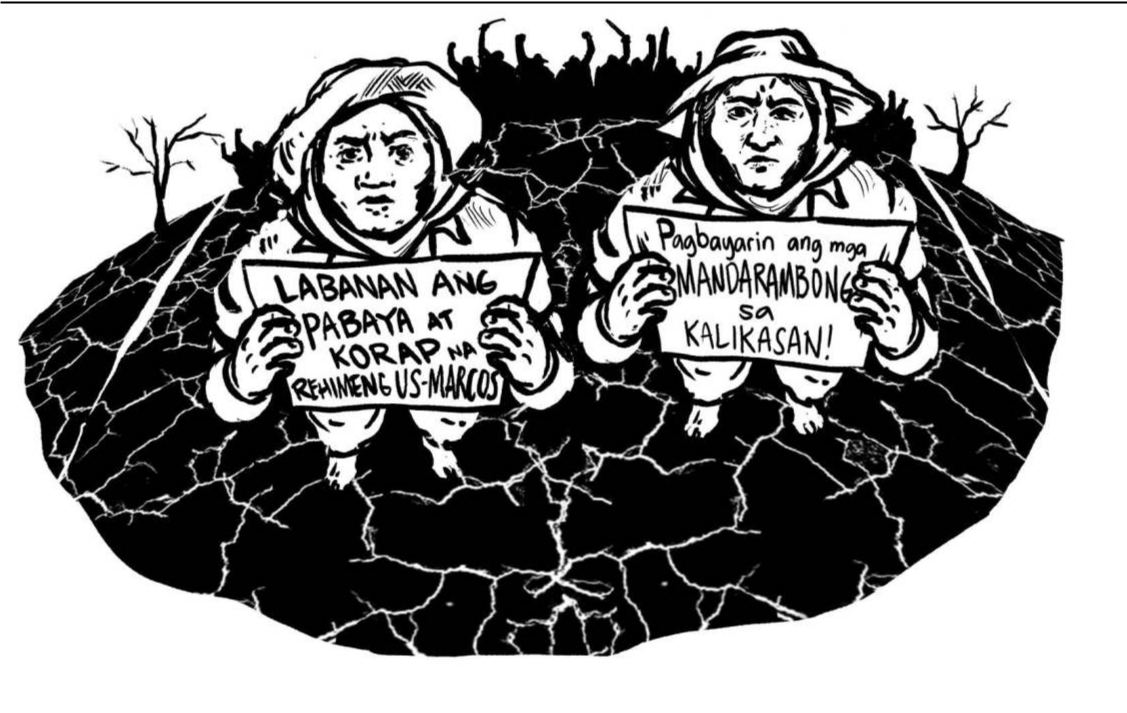 LABANAN ANG
PABAYA AT
KORAP NA
REHIMENG US-MARCOS
Pagbayarin ang mga
MANDARAMBONG
sa
KALIKASAN!